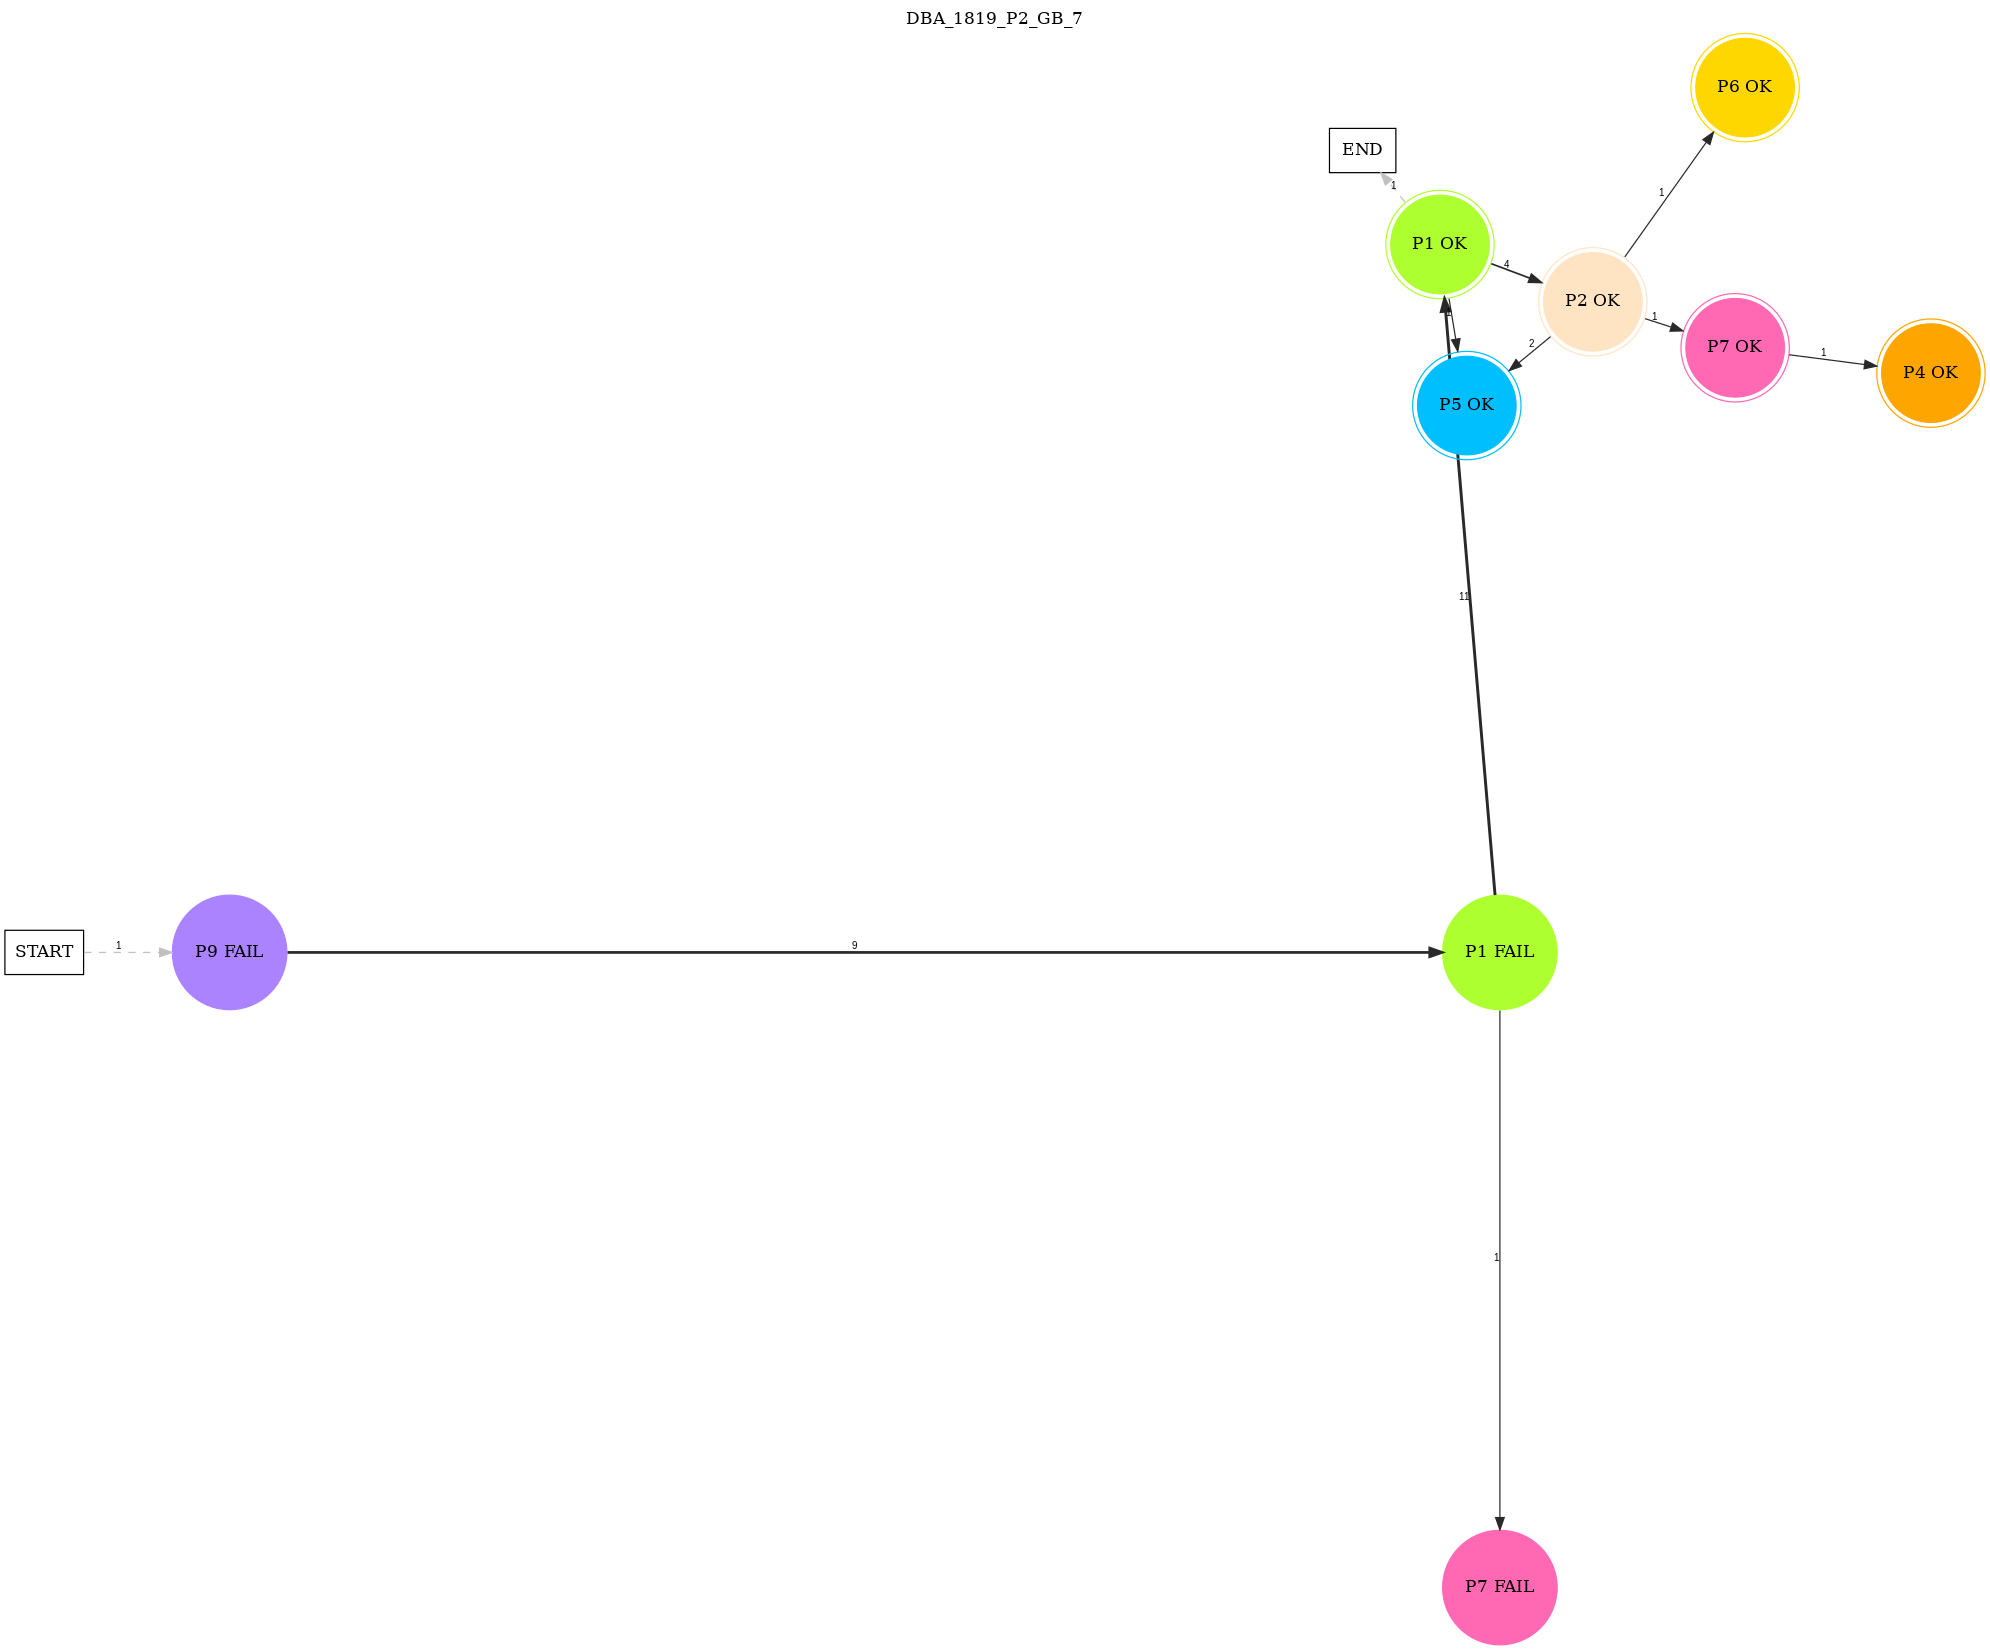 DBA_1819_P2_GB_7
P6 OK
END
1
1
P1 OK
4
P2 OK
1
2
1
P7 OK
1
P4 OK
P5 OK
11
START
1
P9 FAIL
9
P1 FAIL
1
P7 FAIL